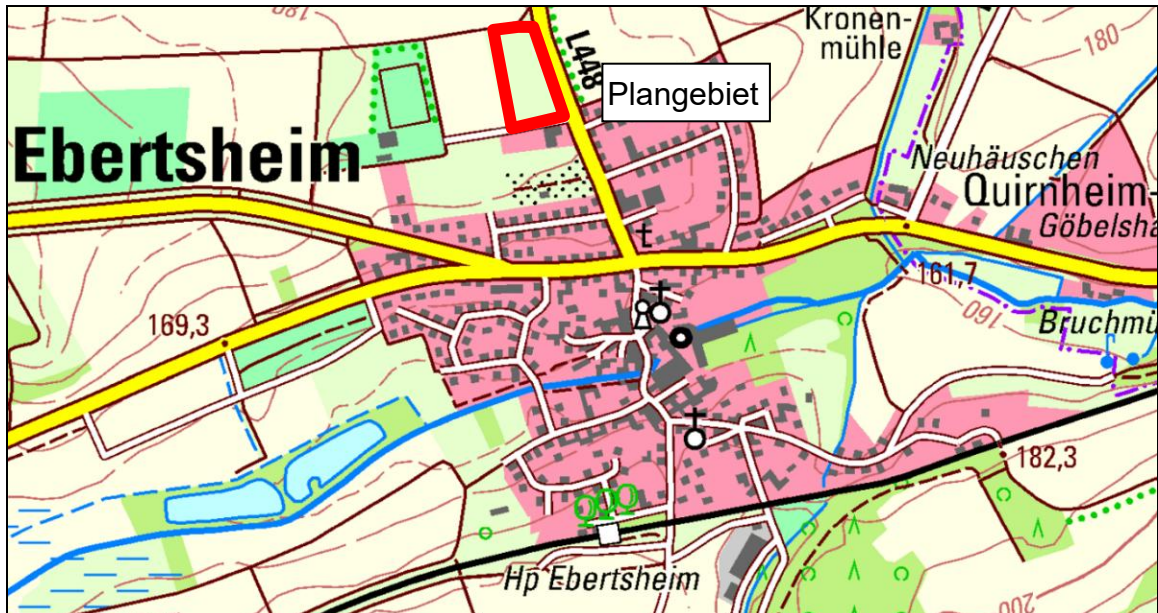 180
Kronen-
mühle
180
L448
Plangebiet
Ebertsheim
Neuhäuschen
Quirnheim-
Göbelsha
t
161,7
160
169,3
Bruchmü
182,3
Hp Ebertsheim
200